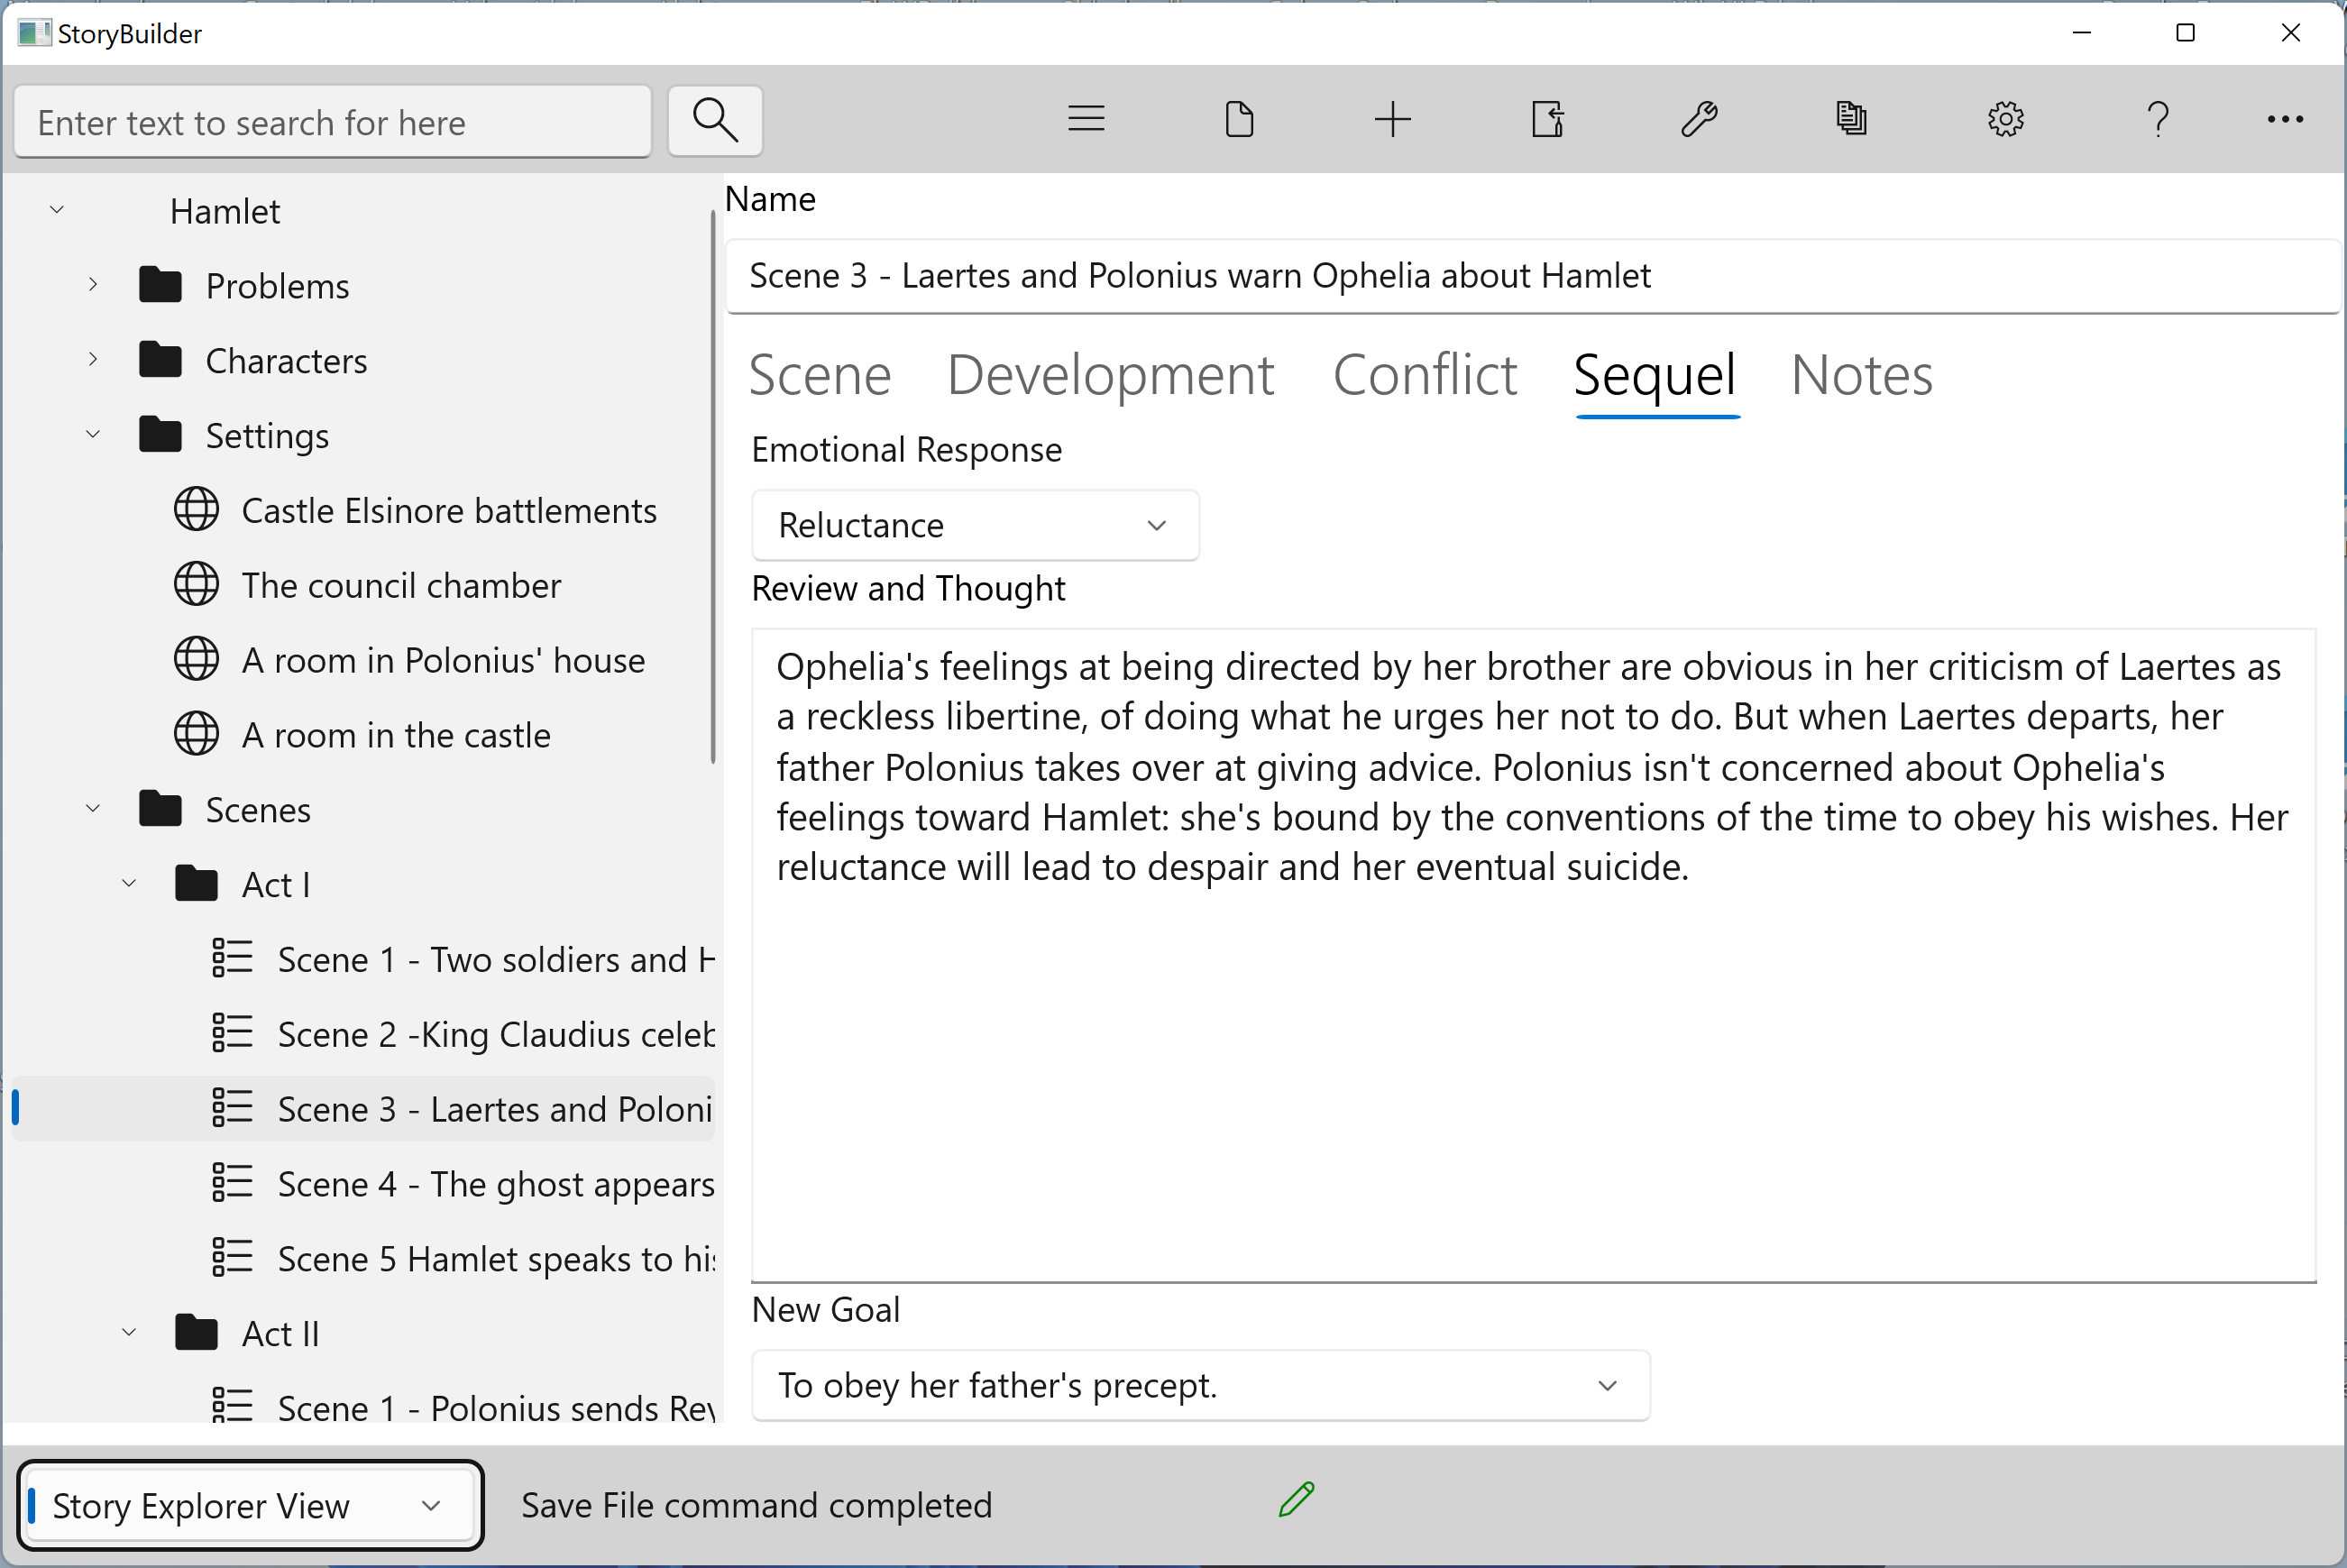 StoryBuilder
Enter text to search for here
Hamlet
Problems
Characters
Settings
Castle Elsinore battlements
The council chamber
A room in Polonius' house
A room in the castle
Scenes
Act I
Scene 1 - Two soldiers and
Scene 2 -King Claudius
Scene 3 - Laertes and
Scene 4 - The ghost appears
Scene 5 Hamlet speaks to
Act II
Scene 1 - Polonius sends
Name
Scene 3 - Laertes and Polonius warn Ophelia about Hamlet
Scene Development Conflict Sequel Notes
Emotional Response
Reluctance
Review and Thought
Ophelia's feelings at being directed by her brother are obvious in her criticism of Laertes as
a reckless libertine, of doing what he urges her not to do. But when Laertes departs, her
father Polonius takes over at giving advice. Polonius isn't concerned about Ophelia's
feelings toward Hamlet: she's bound by the conventions of the time to obey his wishes. Her
reluctance will lead to despair and her eventual suicide.
New Goal
To obey her father's precept.
Story Explorer View
Save File command completed